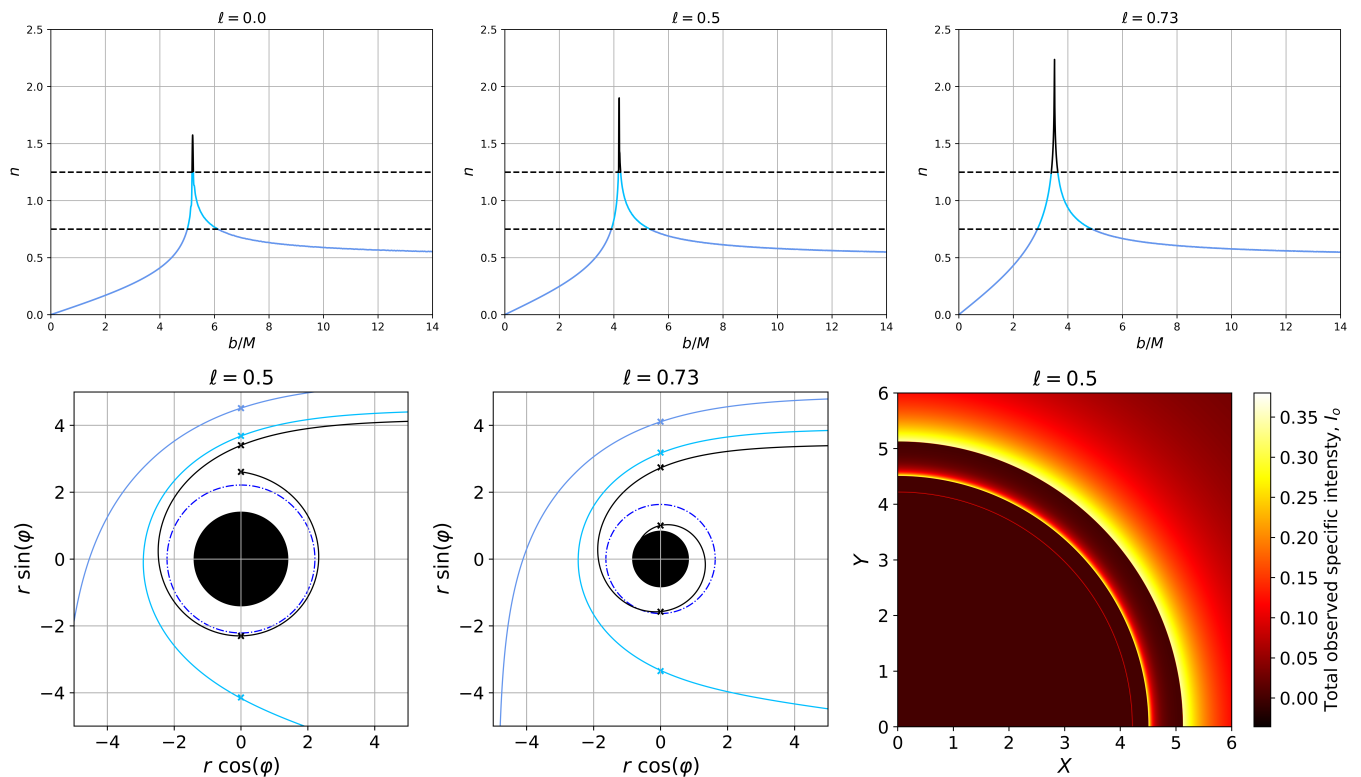 ℓ = 0.0
2.5
2.0
1.5
1.0
0.5
0.0
n
0 2 4 6 8 10 12 14
b/M
ℓ = 0.5
2.5
2.0
1.5
1.0
0.5
0.0
n
0 2 4 6 8 10 12 14
b/M
ℓ = 0.73
2.5
2.0
1.5
1.0
0.5
0.0
n
0 2 4 6 8 10 12 14
b/M
ℓ = 0.5
4
2
0
−2
−4
r sin(φ)
−4 −2 0 2 4
r cos(φ)
ℓ = 0.73
4
2
0
−2
−4
r sin(φ)
−4 −2 0 2 4
r cos(φ)
ℓ = 0.5
6
5
4
3
2
1
0
Y
0 1 2 3 4 5 6
X
0.35
0.30
0.25
0.20
0.15
0.10
0.05
0.00
Total observed specific intensty, I_o